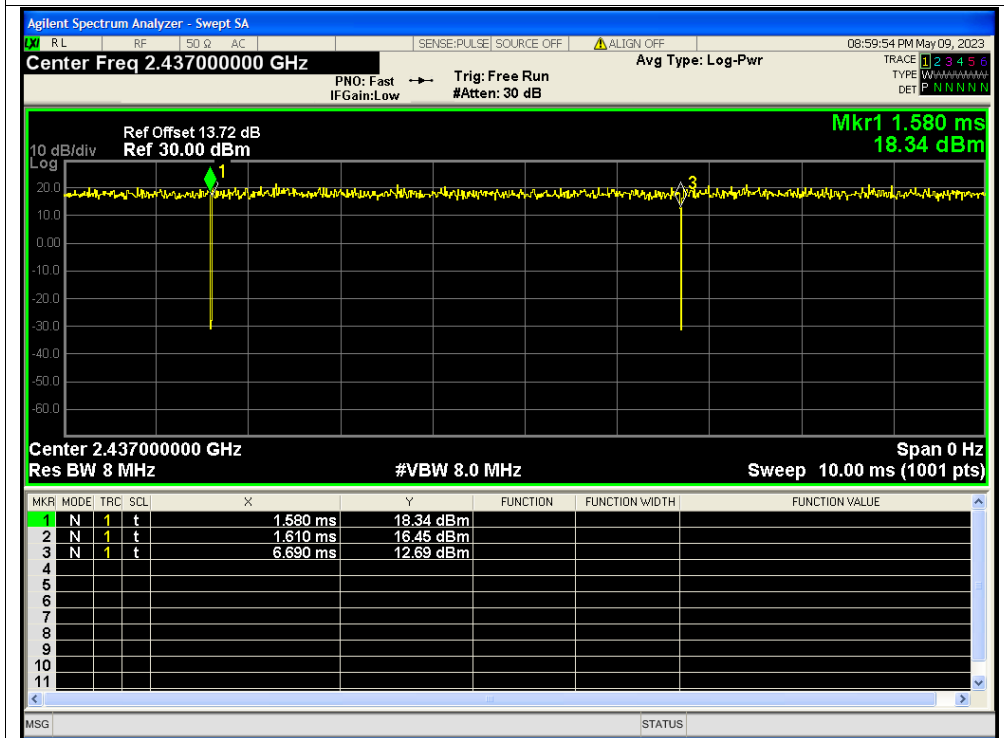 Agilent Spectrum Analyzer - Swept SA
LXI RL RF 50 Ω AC SENSE:PULSE SOURCE OFF ALIGN OFF 08:59:54 PM May 09, 2023
Center Freq 2.437000000 GHz Avg Type: Log-Pwr TRACE 1 2 3 4 5 6
PNO: Fast Trig: Free Run TYPE WWWWWW
IFGain:Low #Atten: 30 dB DET P N N N N N
Mkr1 1.580 ms
Ref Offset 13.72 dB 18.34 dBm
10 dB/div Ref 30.00 dBm
Log
1
3
20.0
10.0
0.00
-10.0
-20.0
-30.0
-40.0
-50.0
-60.0
Center 2.437000000 GHz Span 0 Hz
Res BW 8 MHz #VBW 8.0 MHz Sweep 10.00 ms (1001 pts)
MKR MODE TRC SCL X Y FUNCTION FUNCTION WIDTH FUNCTION VALUE
1 N 1 t 1.580 ms 18.34 dBm
2 N 1 t 1.610 ms 16.45 dBm
3 N 1 t 6.690 ms 12.69 dBm
4
5
6
7
8
9
10
11
MSG STATUS